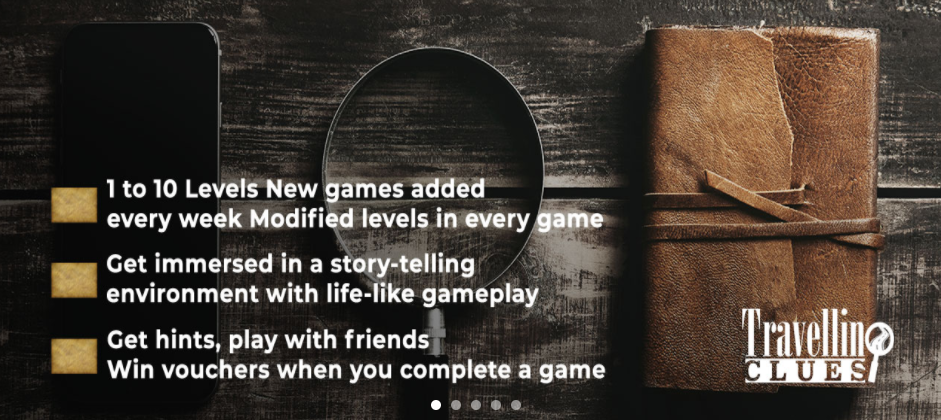 1 to 10 Levels New games added
every week Modified levels in every game
Get immersed in a story-telling
environment with life-like gameplay
Get hints, play with friends
Win vouchers when you complete a game
Travelling
CLUES